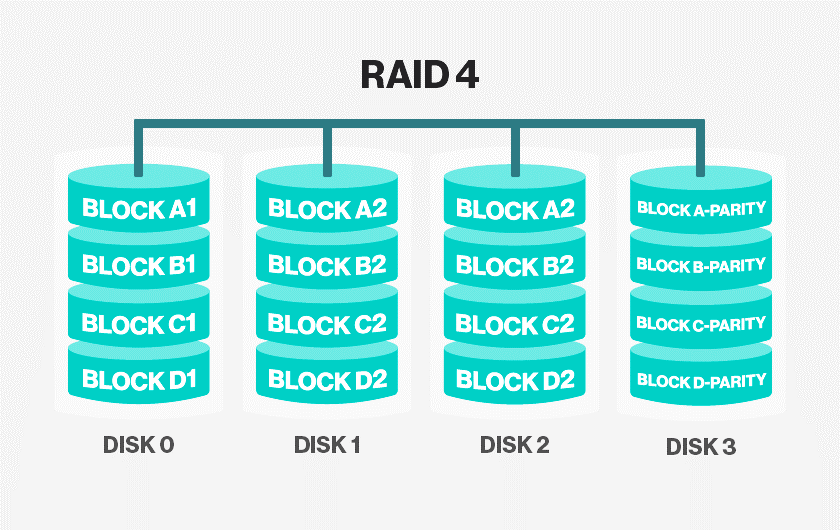 RAID 4
BLOCK A1
BLOCK A2
BLOCK A2
BLOCK A-PARITY
BLOCK B1
BLOCK B2
BLOCK B2
BLOCK B-PARITY
BLOCK C1
BLOCK C2
BLOCK C2
BLOCK C-PARITY
BLOCK D1
BLOCK D2
BLOCK D2
BLOCK D-PARITY
DISK 0
DISK 1
DISK 2
DISK 3